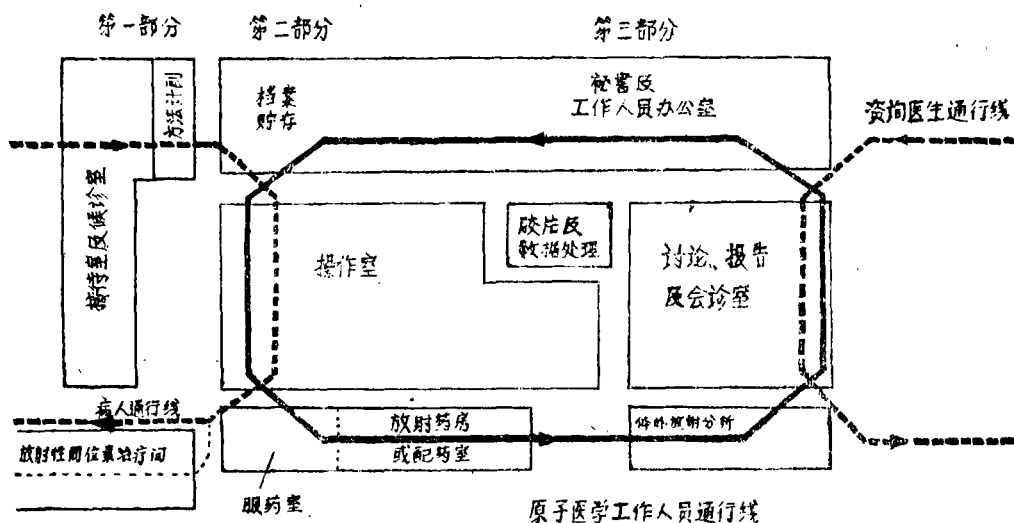 第一部分
第二部分
第三部分
方法计划
档案
贮存
秘书及
工作人员办公室
资询医生通行线
接待室及候诊室
操作室
胶片及
数据处理
讨论、报告
及会诊室
病人通行线
放射性同位素治疗间
放射药房
或配药室
体外放射分析
服药室
原子医学工作人员通行线